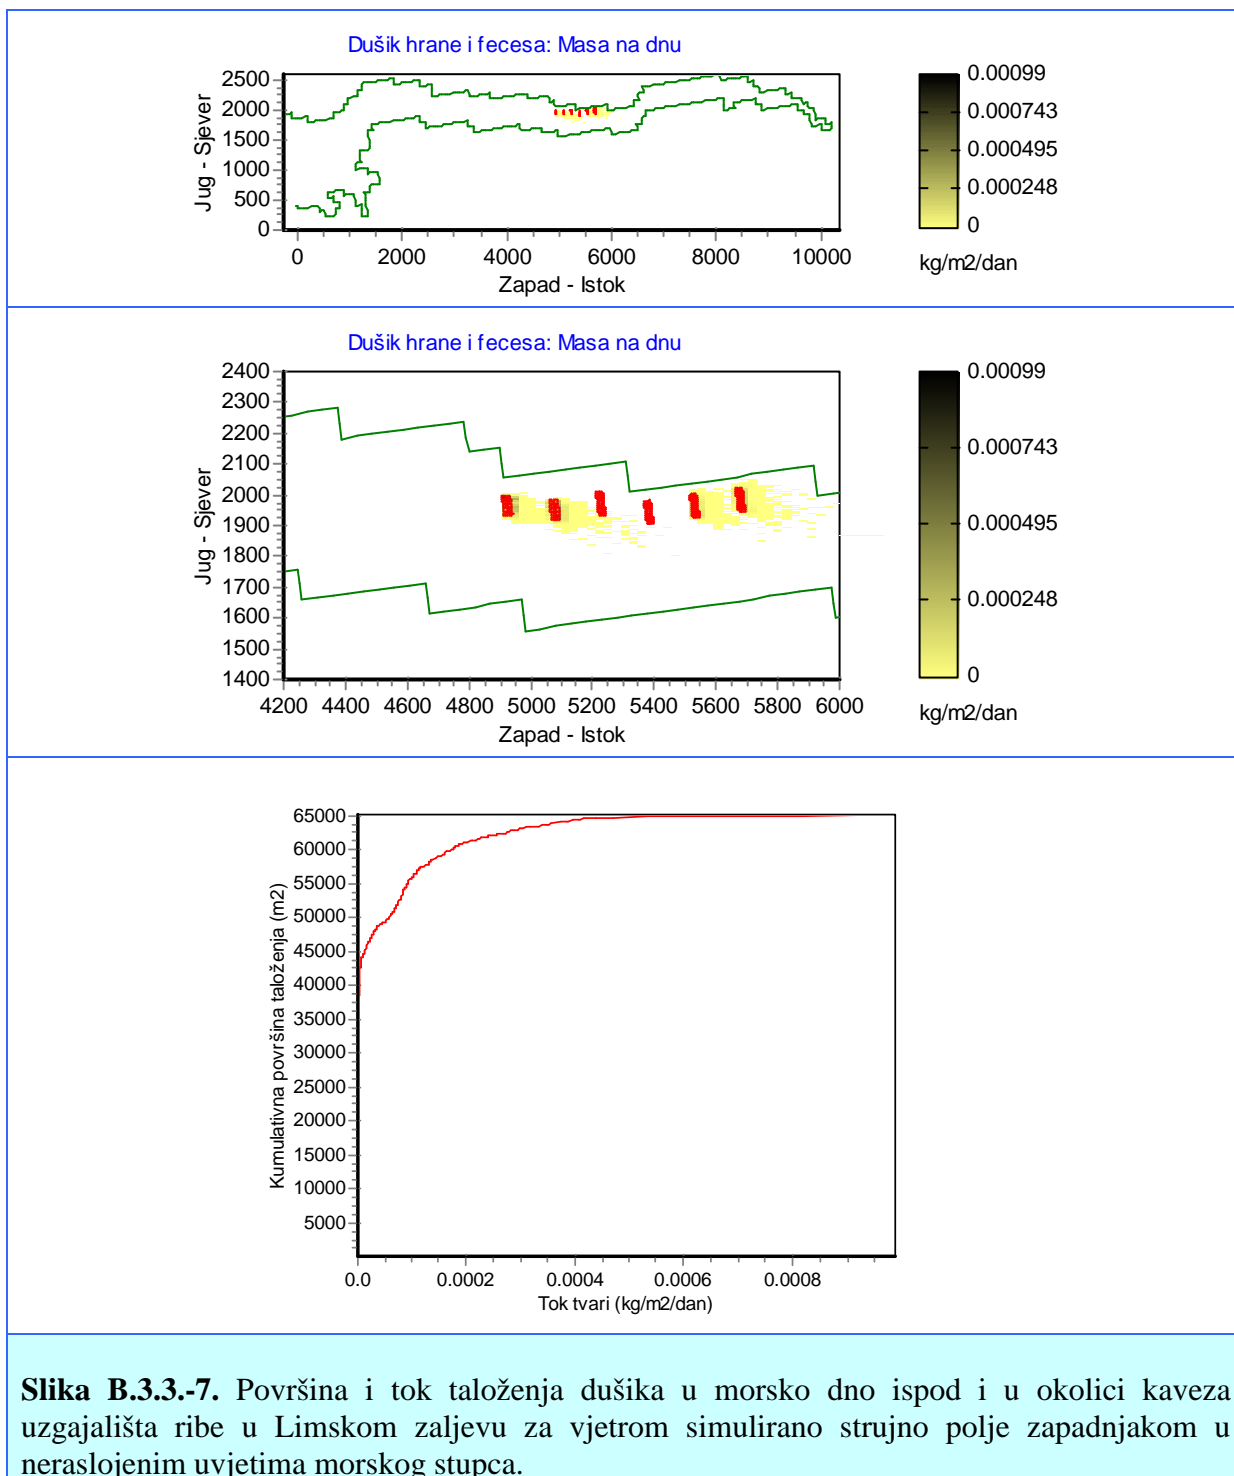 Dušik hrane i fecesa: Masa na dnu
2500
2000
1500
1000
500
0
Jug - Sjever
0 2000 4000 6000 8000 10000
Zapad - Istok
0.00099
0.000743
0.000495
0.000248
0
kg/m2/dan
Dušik hrane i fecesa: Masa na dnu
2400
2300
2200
2100
2000
1900
1800
1700
1600
1500
1400
Jug - Sjever
4200 4400 4600 4800 5000 5200 5400 5600 5800 6000
Zapad - Istok
0.00099
0.000743
0.000495
0.000248
0
kg/m2/dan
65000
60000
55000
50000
45000
40000
35000
30000
25000
20000
15000
10000
5000
Kumulativna površina taloženja (m2)
0.0 0.0002 0.0004 0.0006 0.0008
Tok tvari (kg/m2/dan)
Slika B.3.3.-7. Površina i tok taloženja dušika u morsko dno ispod i u okolici kaveza
uzgajališta ribe u Limskom zaljevu za vjetrom simulirano strujno polje zapadnjakom u
neraslojenim uvjetima morskog stupca.